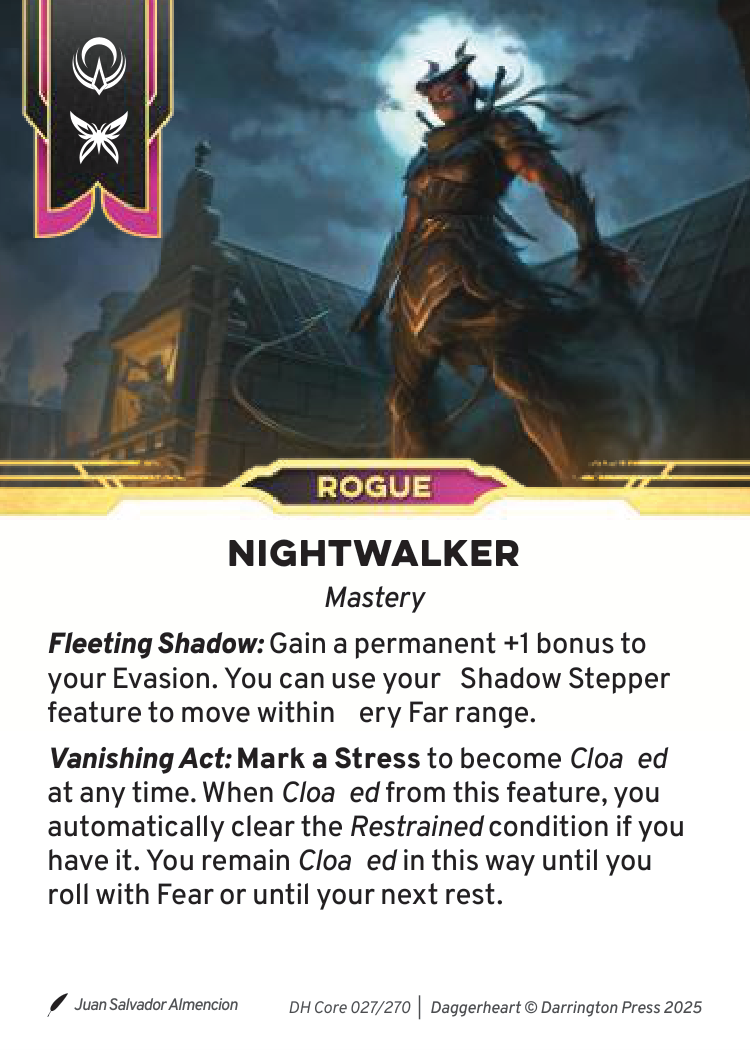 ROGUE
NIGHTWALKER
Mastery
Fleeting Shadow: Gain a permanent +1 bonus to
your Evasion. You can use your Shadow Stepper
feature to move within ery Far range.
Vanishing Act: Mark a Stress to become Cloa ed
at any time. When Cloa ed from this feature, you
automatically clear the Restrained condition if you
have it. You remain Cloa ed in this way until you
roll with Fear or until your next rest.
Juan Salvador Almencion
DH Core 027/270 | Daggerheart © Darrington Press 2025